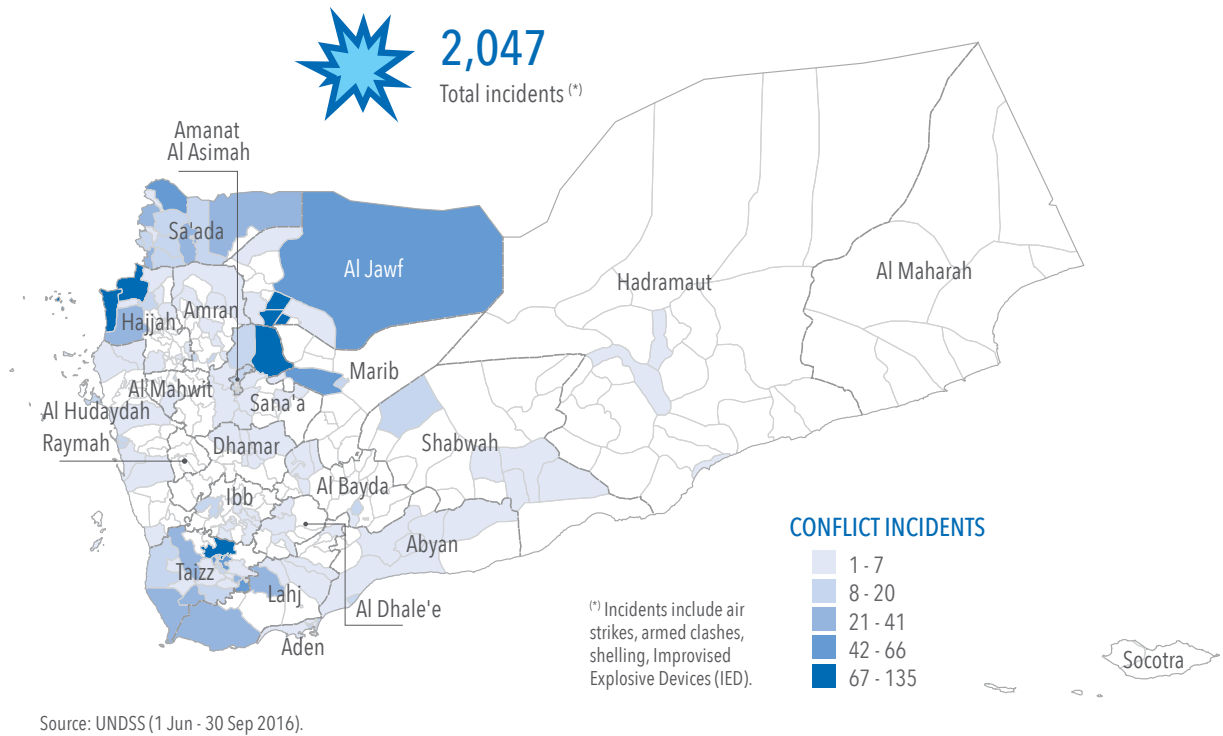 2,047
Total incidents (*)
Amanat
Al Asimah
Sa'ada
Al Jawf
Hadramaut
Al Maharah
Hajjah
Amran
Marib
Al Mahwit
Sana'a
Al Hudaydah
Raymah
Dhamar
Shabwah
Ibb
Al Bayda
Abyan
Taizz
Lahj
Al Dhale'e
Aden
Socotra
CONFLICT INCIDENTS
1 - 7
8 - 20
21 - 41
42 - 66
67 - 135
(*) Incidents include air
strikes, armed clashes,
shelling, Improvised
Explosive Devices (IED).
Source: UNDSS (1 Jun - 30 Sep 2016).